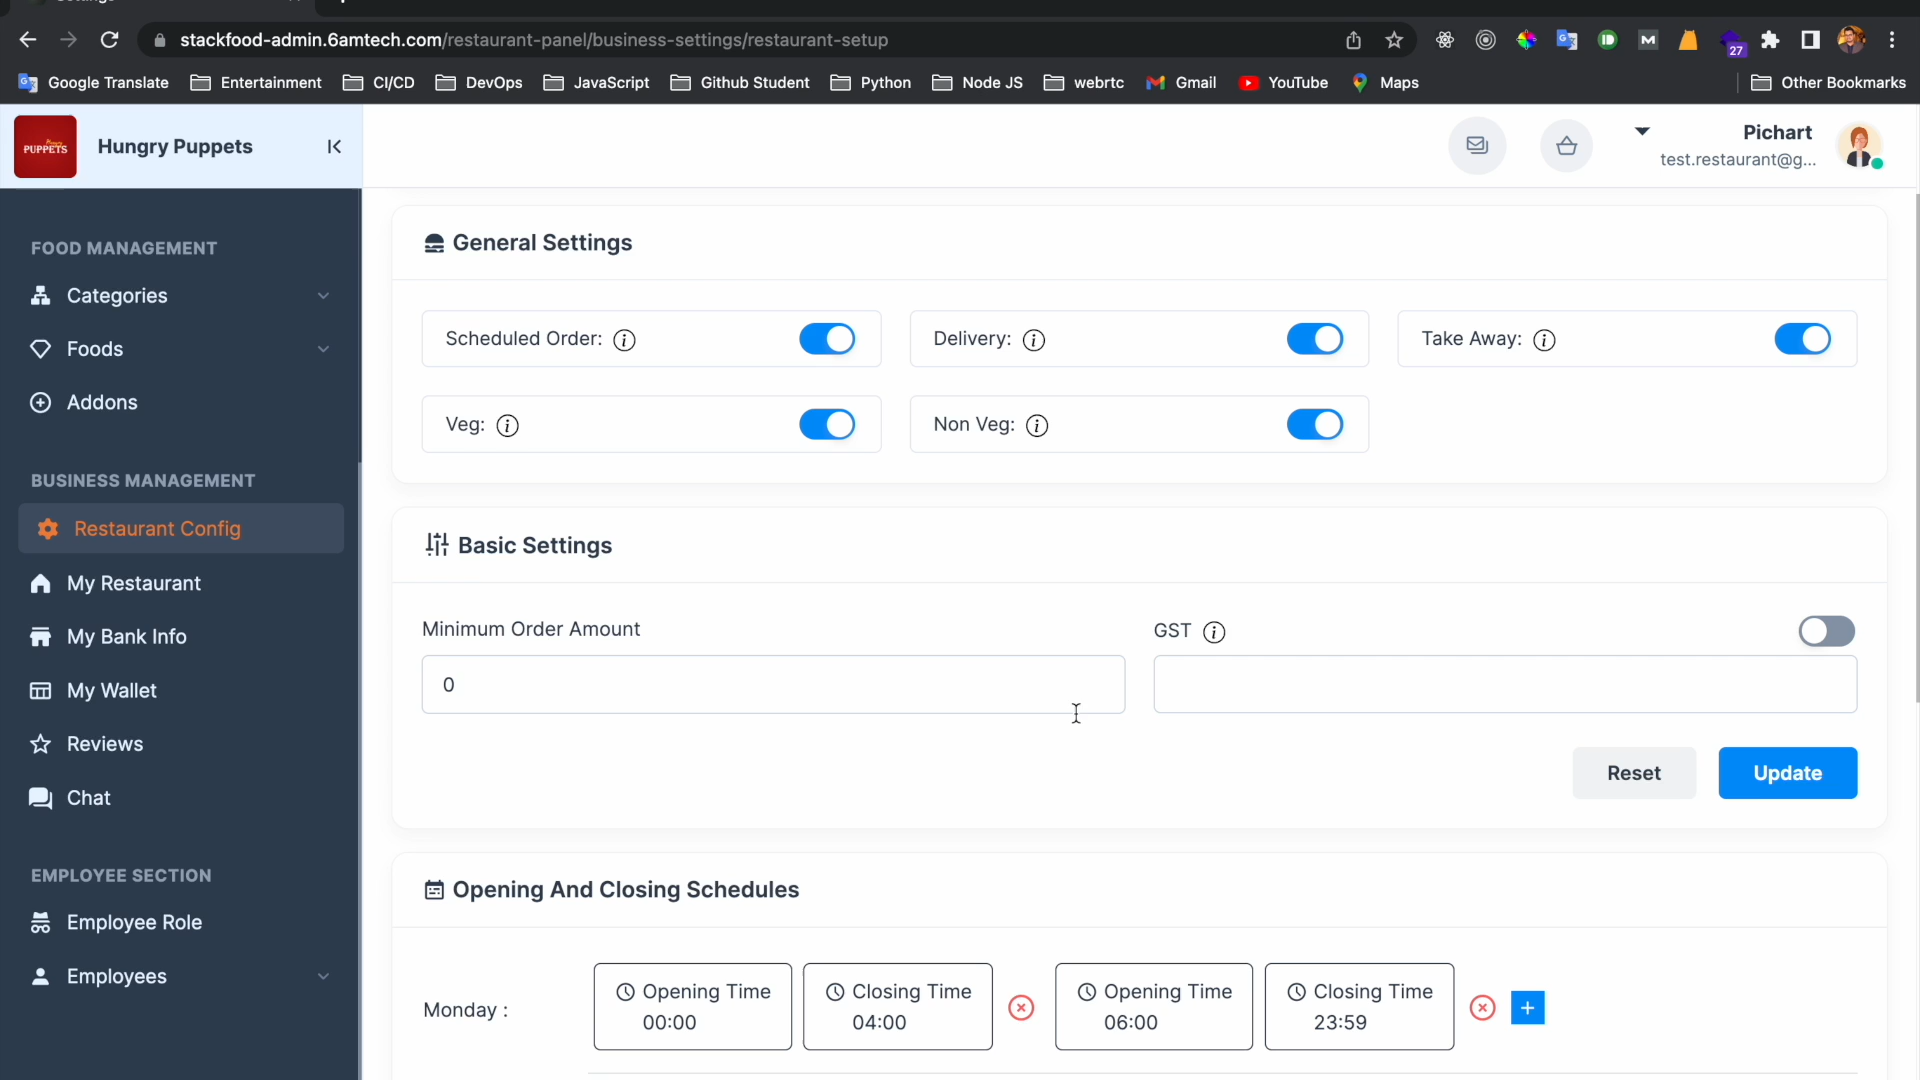 stackfood-admin.6amtech.com/restaurant-panel/business-settings/restaurant-setup
27
Google Translate Entertainment CI/CD DevOps JavaScript Github Student Python Node JS webrtc Gmail YouTube Maps Other Bookmarks
PUPPETS
Hungry Puppets
Pichart
test.restaurant@g...
FOOD MANAGEMENT
Categories
Foods
Addons
BUSINESS MANAGEMENT
Restaurant Config
My Restaurant
My Bank Info
My Wallet
Reviews
Chat
EMPLOYEE SECTION
Employee Role
Employees
General Settings
Scheduled Order: Delivery: Take Away:
Veg: Non Veg:
Basic Settings
Minimum Order Amount GST
0
Reset Update
Opening And Closing Schedules
Monday : Opening Time Closing Time Opening Time Closing Time
00:00 04:00 06:00 23:59